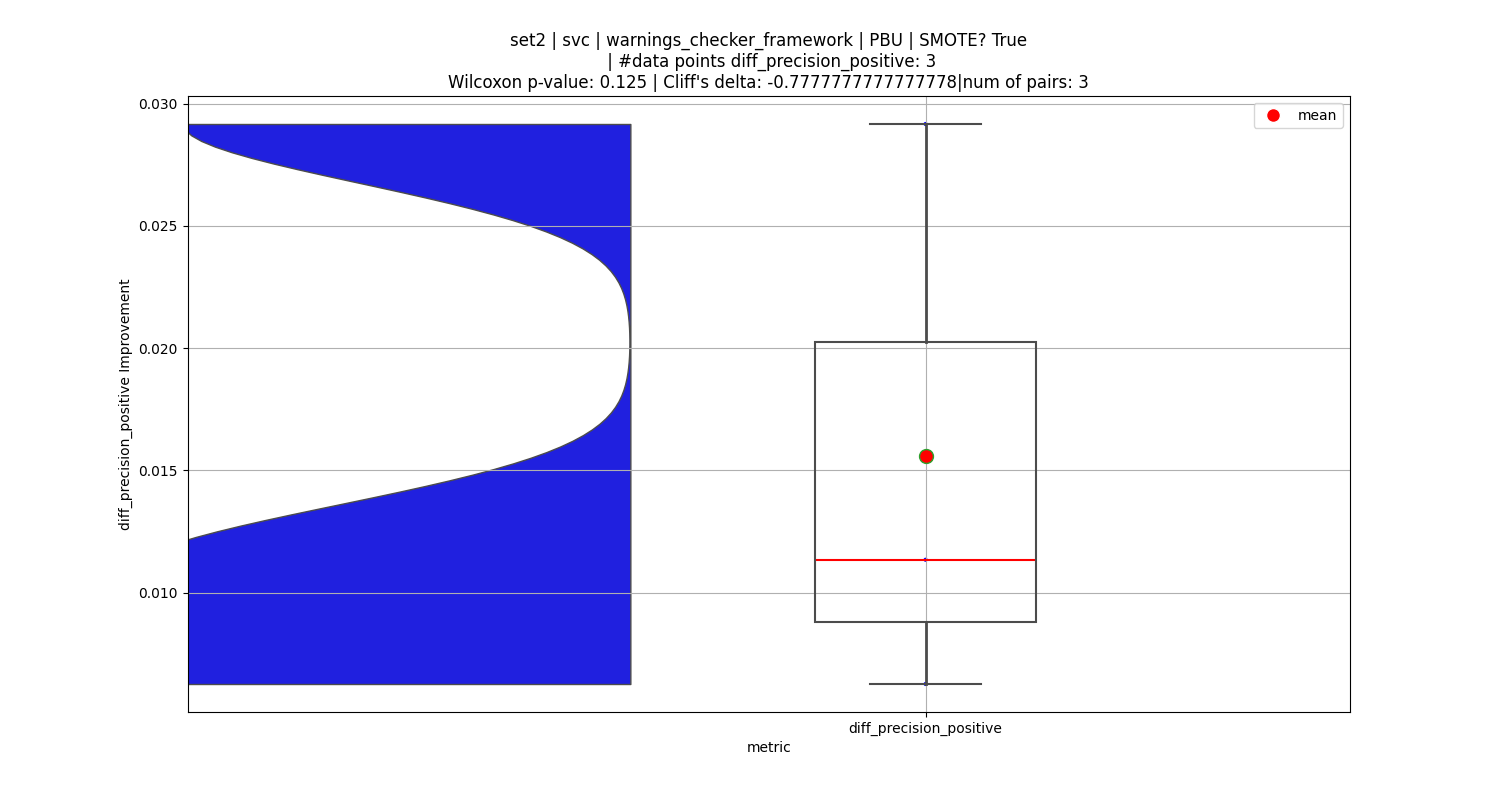 set2 | svc | warnings_checker_framework | PBU | SMOTE? True
| #data points diff_precision_positive: 3
Wilcoxon p-value: 0.125 | Cliff's delta: -0.7777777777777778|num of pairs: 3
mean
diff_precision_positive Improvement
0.030
0.025
0.020
0.015
0.010
diff_precision_positive
metric